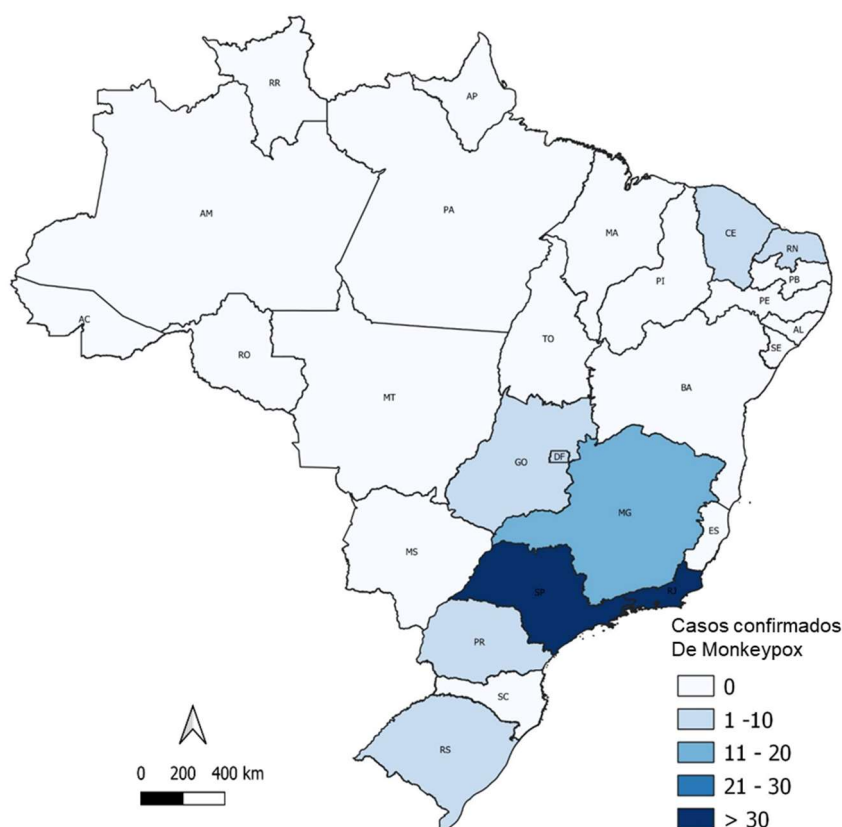 RR
AP
AM
PA
MA
CE
RN
PB
PI
PE
AL
SE
AC
TO
RO
BA
MT
GO
DF
MG
ES
MS
SP
RJ
PR
SC
RS
Casos confirmados
De Monkeypox
0
1 -10
11 - 20
21 - 30
> 30
0 200 400 km